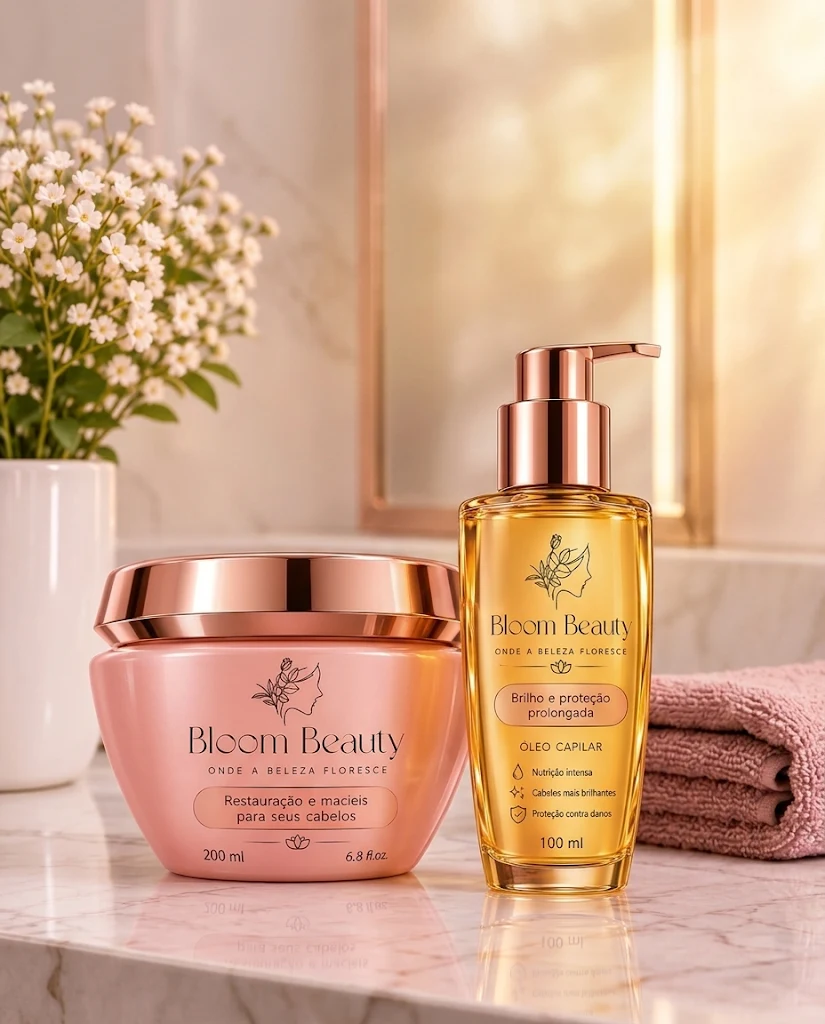 Bloom Beauty
ONDE A BELEZA FLORESCE
Restauração e macieis
para seus cabelos
200 ml
6.8 fl.oz.
Bloom Beauty
ONDE A BELEZA FLORESCE
Brilho e proteção
prolongada
ÓLEO CAPILAR
Nutrição intensa
Cabeles mais brilhantes
Proteção contra danos
100 ml